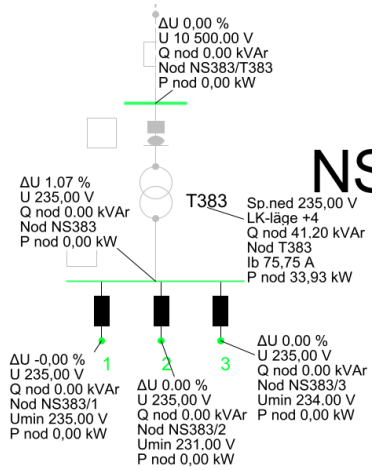 ΔU 0,00 %
U 10 500,00 V
Q nod 0,00 kVAr
Nod NS383/T383
P nod 0,00 kW
NS
ΔU 1.07 %
U 235,00 V
Q nod 0.00 kVAr
Nod NS383
P nod 0,00 kW
T383
Sp.ned 235,00 V
LK-läge +4
Q nod 41.20 kVAr
Nod T383
Ib 75,75 A
P nod 33,93 kW
1
2
3
ΔU -0,00 %
U 235,00 V
Q nod 0.00 kVAr
Nod NS383/1
Umin 235,00 V
P nod 0,00 kW
ΔU 0.00 %
U 235,00 V
Q nod 0.00 kVAr
Nod NS383/2
Umin 231,00 V
P nod 0,00 kW
ΔU 0,00 %
U 235,00 V
Q nod 0.00 kVAr
Nod NS383/3
Umin 234.00 V
P nod 0,00 kW